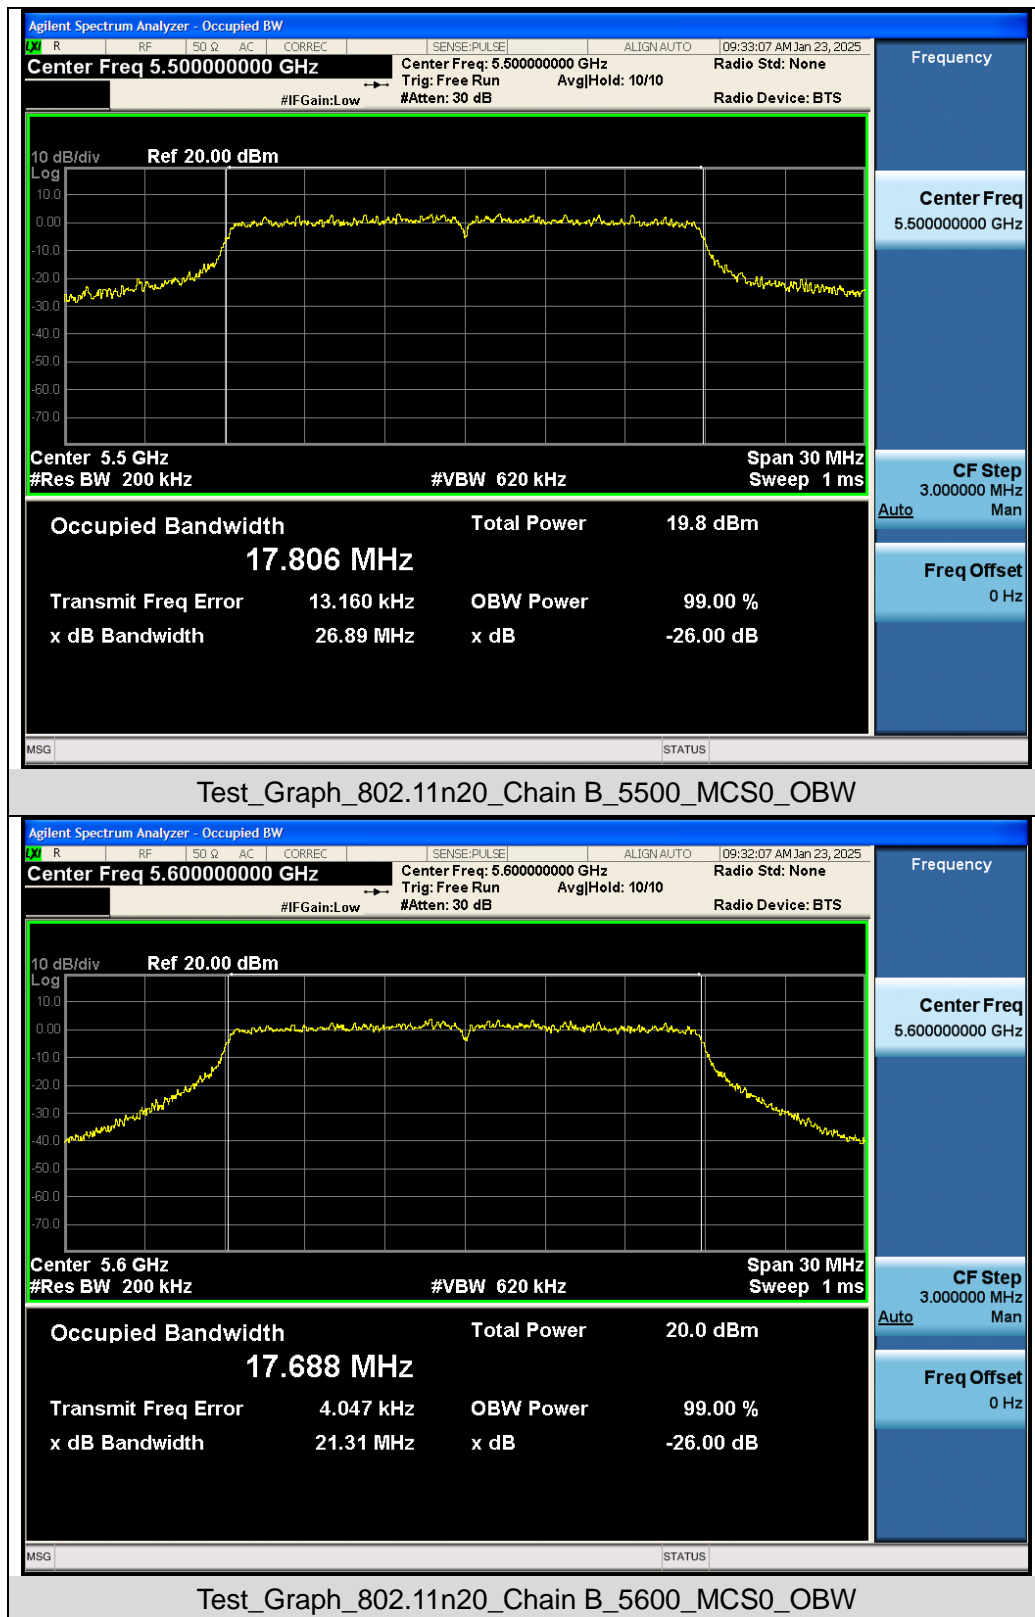 Agilent Spectrum Analyzer - Occupied BW
LXI R RF 50 Ω AC CORREC SENSE:PULSE ALIGN AUTO 09:33:07 AM Jan 23, 2025
Center Freq 5.500000000 GHz Center Freq: 5.500000000 GHz Radio Std: None Frequency
Trig: Free Run Avg|Hold: 10/10
#IFGain:Low #Atten: 30 dB Radio Device: BTS
10 dB/div Ref 20.00 dBm
Log
10.0
0.00
-10.0
-20.0
-30.0
-40.0
-50.0
-60.0
-70.0
Center Freq
5.500000000 GHz
Center 5.5 GHz Span 30 MHz
#Res BW 200 kHz #VBW 620 kHz Sweep 1 ms
CF Step
3.000000 MHz
Auto Man
Occupied Bandwidth Total Power 19.8 dBm
17.806 MHz
Freq Offset
0 Hz
Transmit Freq Error 13.160 kHz OBW Power 99.00 %
x dB Bandwidth 26.89 MHz x dB -26.00 dB
MSG STATUS
Test_Graph_802.11n20_Chain B_5500_MCS0_OBW
Agilent Spectrum Analyzer - Occupied BW
LXI R RF 50 Ω AC CORREC SENSE:PULSE ALIGN AUTO 09:32:07 AM Jan 23, 2025
Center Freq 5.600000000 GHz Center Freq: 5.600000000 GHz Radio Std: None Frequency
Trig: Free Run Avg|Hold: 10/10
#IFGain:Low #Atten: 30 dB Radio Device: BTS
10 dB/div Ref 20.00 dBm
Log
10.0
0.00
-10.0
-20.0
-30.0
-40.0
-50.0
-60.0
-70.0
Center Freq
5.600000000 GHz
Center 5.6 GHz Span 30 MHz
#Res BW 200 kHz #VBW 620 kHz Sweep 1 ms
CF Step
3.000000 MHz
Auto Man
Occupied Bandwidth Total Power 20.0 dBm
17.688 MHz
Freq Offset
0 Hz
Transmit Freq Error 4.047 kHz OBW Power 99.00 %
x dB Bandwidth 21.31 MHz x dB -26.00 dB
MSG STATUS
Test_Graph_802.11n20_Chain B_5600_MCS0_OBW